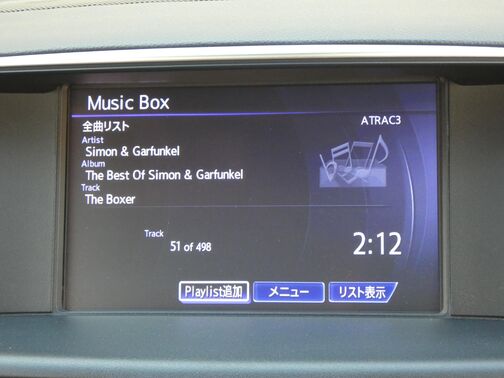 Music Box
全曲リスト
ATRAC3
Artist
Simon & Garfunkel
Album
The Best Of Simon & Garfunkel
Track
The Boxer
Track
51 of 498
2:12
Playlist追加 メニュー リスト表示